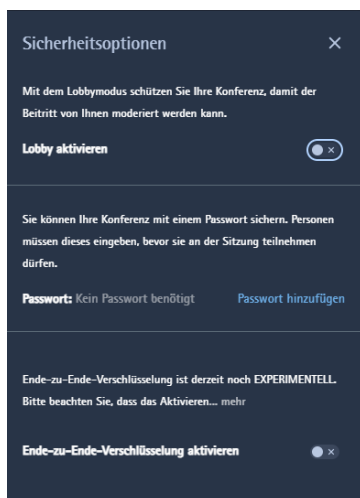 Sicherheitsoptionen
Mit dem Lobbymodus schützen Sie Ihre Konferenz, damit der
Beitritt von Ihnen moderiert werden kann.
Lobby aktivieren
Sie können Ihre Konferenz mit einem Passwort sichern. Personen
müssen dieses eingeben, bevor sie an der Sitzung teilnehmen
dürfen.
Passwort: Kein Passwort benötigt Passwort hinzufügen
Ende-zu-Ende-Verschlüsselung ist derzeit noch EXPERIMENTELL.
Bitte beachten Sie, dass das Aktivieren... mehr
Ende-zu-Ende-Verschlüsselung aktivieren